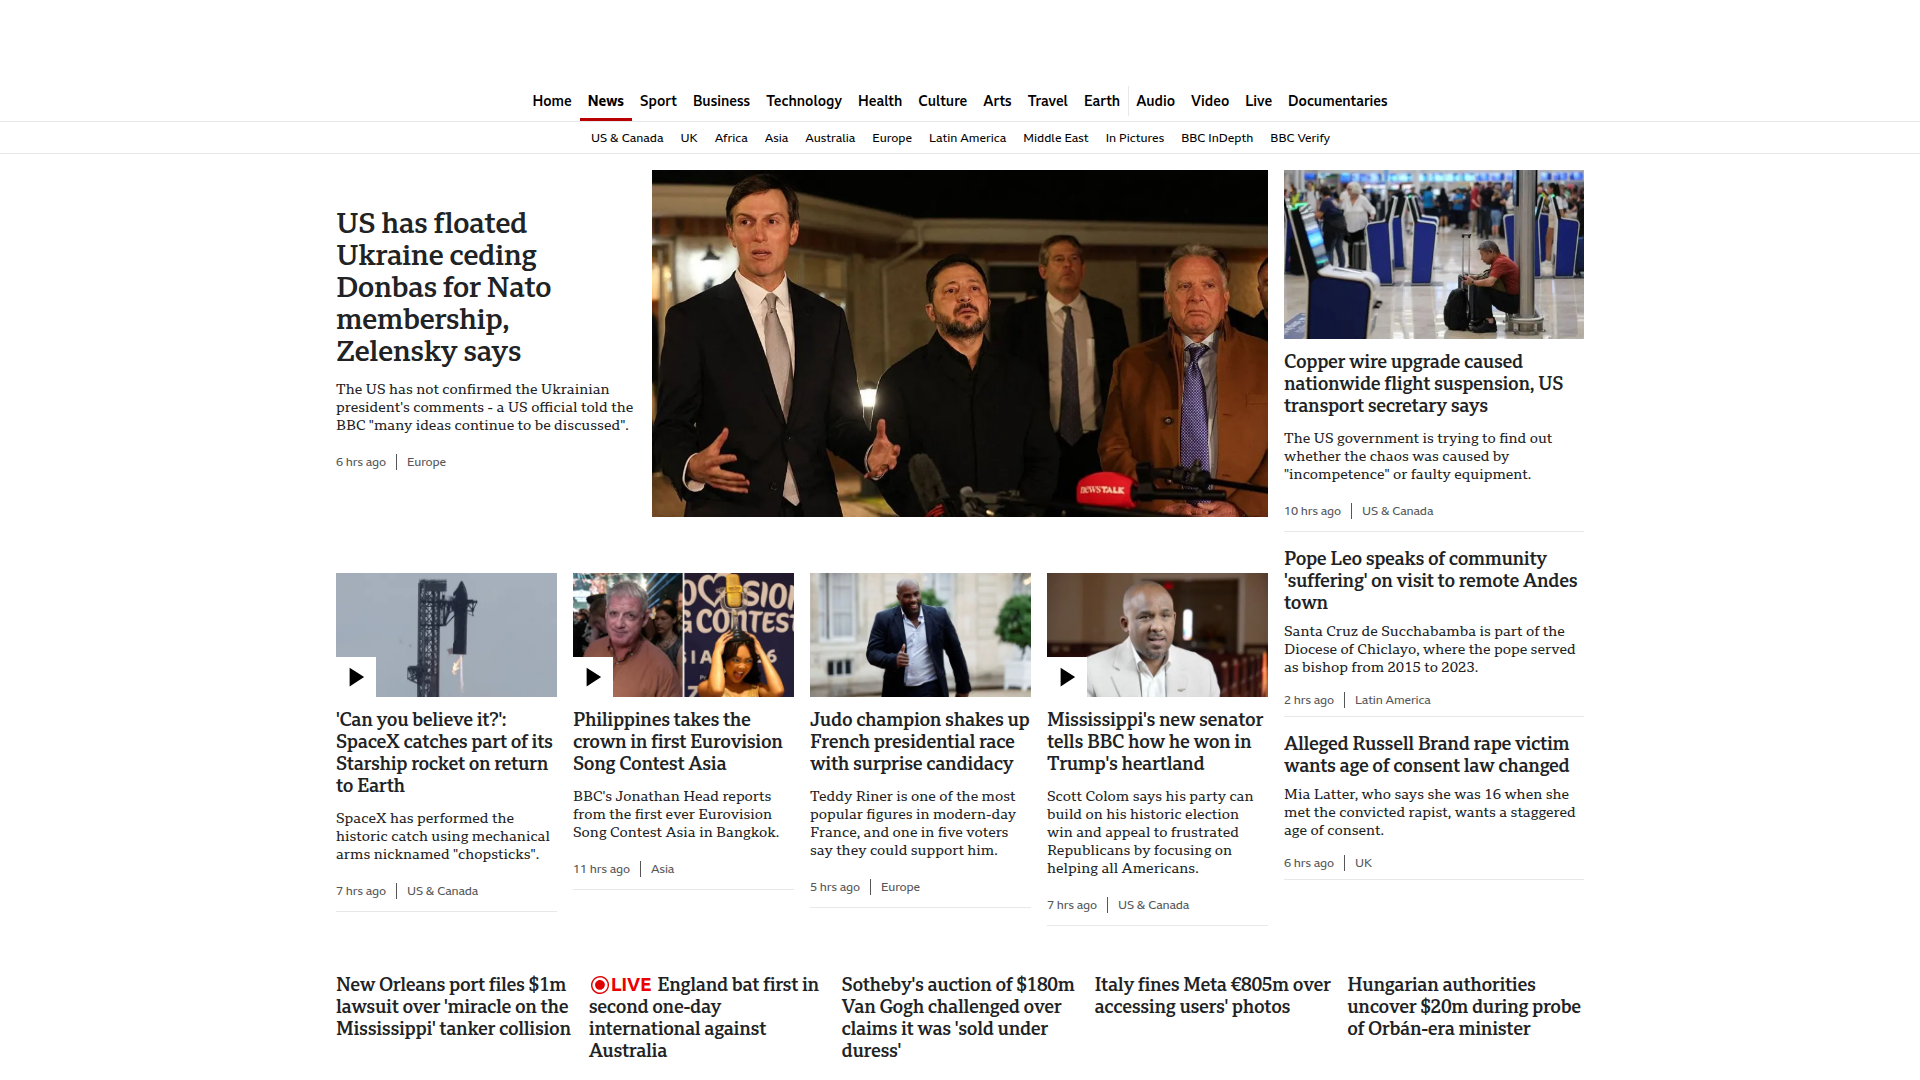 Home News Sport Business Technology Health Culture Arts Travel Earth Audio Video Live Documentaries
US & Canada UK Africa Asia Australia Europe Latin America Middle East In Pictures BBC InDepth BBC Verify
US has floated
Ukraine ceding
Donbas for Nato
membership,
Zelensky says
The US has not confirmed the Ukrainian
president's comments - a US official told the
BBC "many ideas continue to be discussed".
6 hrs ago Europe
newstalk
Copper wire upgrade caused
nationwide flight suspension, US
transport secretary says
The US government is trying to find out
whether the chaos was caused by
"incompetence" or faulty equipment.
10 hrs ago US & Canada
Pope Leo speaks of community
'suffering' on visit to remote Andes
town
Santa Cruz de Succhabamba is part of the
Diocese of Chiclayo, where the pope served
as bishop from 2015 to 2023.
2 hrs ago Latin America
Alleged Russell Brand rape victim
wants age of consent law changed
Mia Latter, who says she was 16 when she
met the convicted rapist, wants a staggered
age of consent.
6 hrs ago UK
'Can you believe it?':
SpaceX catches part of its
Starship rocket on return
to Earth
SpaceX has performed the
historic catch using mechanical
arms nicknamed "chopsticks".
7 hrs ago US & Canada
CONTEST
Philippines takes the
crown in first Eurovision
Song Contest Asia
BBC's Jonathan Head reports
from the first ever Eurovision
Song Contest Asia in Bangkok.
11 hrs ago Asia
Judo champion shakes up
French presidential race
with surprise candidacy
Teddy Riner is one of the most
popular figures in modern-day
France, and one in five voters
say they could support him.
5 hrs ago Europe
Mississippi's new senator
tells BBC how he won in
Trump's heartland
Scott Colom says his party can
build on his historic election
win and appeal to frustrated
Republicans by focusing on
helping all Americans.
7 hrs ago US & Canada
New Orleans port files $1m
lawsuit over 'miracle on the
Mississippi' tanker collision
LIVE England bat first in
second one-day
international against
Australia
Sotheby's auction of $180m
Van Gogh challenged over
claims it was 'sold under
duress'
Italy fines Meta €805m over
accessing users' photos
Hungarian authorities
uncover $20m during probe
of Orbán-era minister